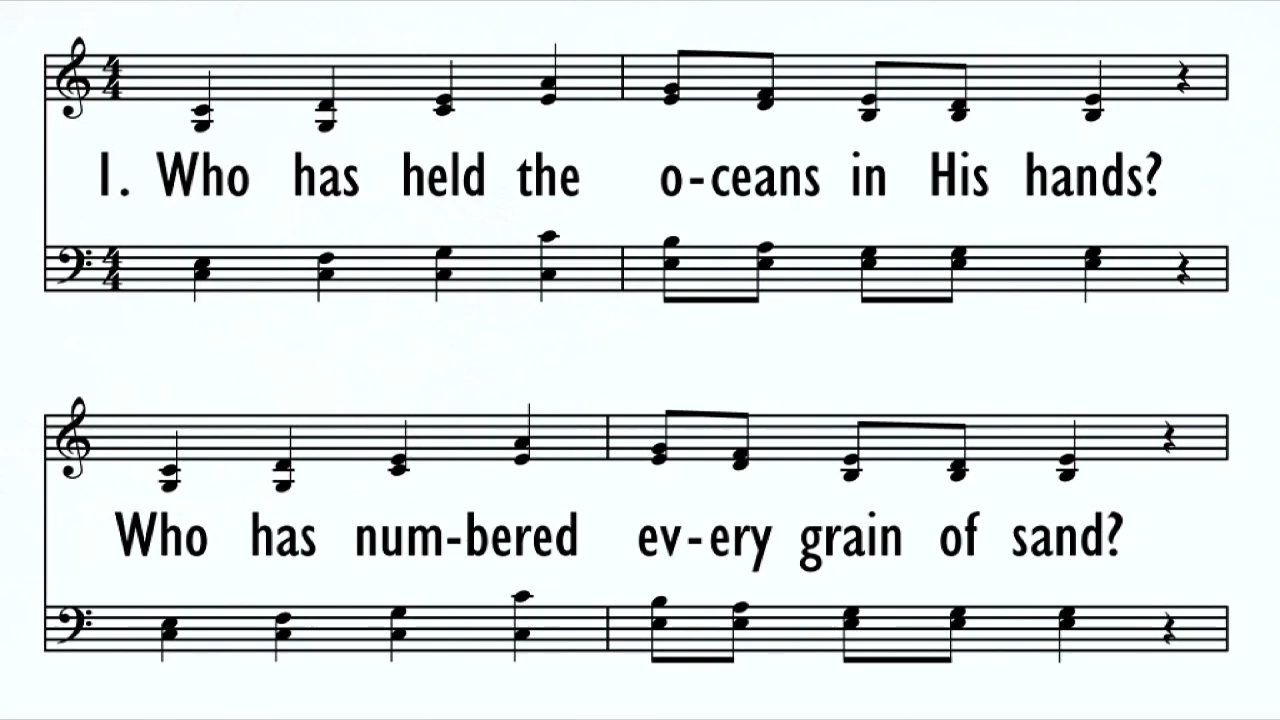 1. Who has held the o-ceans in His hands?
Who has num-bered ev-ery grain of sand?